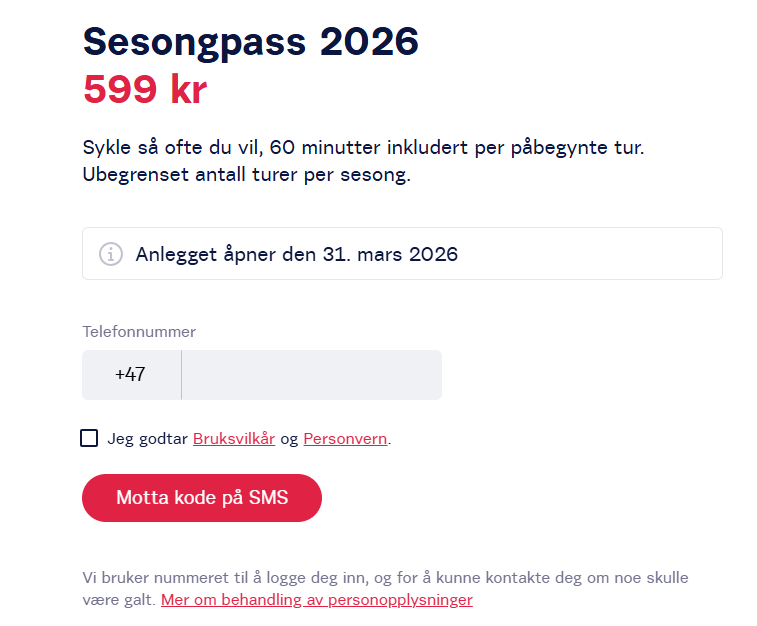 Sesongpass 2026
599 kr
Sykle så ofte du vil, 60 minutter inkludert per påbegynte tur.
Ubegrenset antall turer per sesong.
Anlegget åpner den 31. mars 2026
Telefonnummer
+47
Jeg godtar Bruksvilkår og Personvern.
Motta kode på SMS
Vi bruker nummeret til å logge deg inn, og for å kunne kontakte deg om noe skulle
være galt. Mer om behandling av personopplysninger